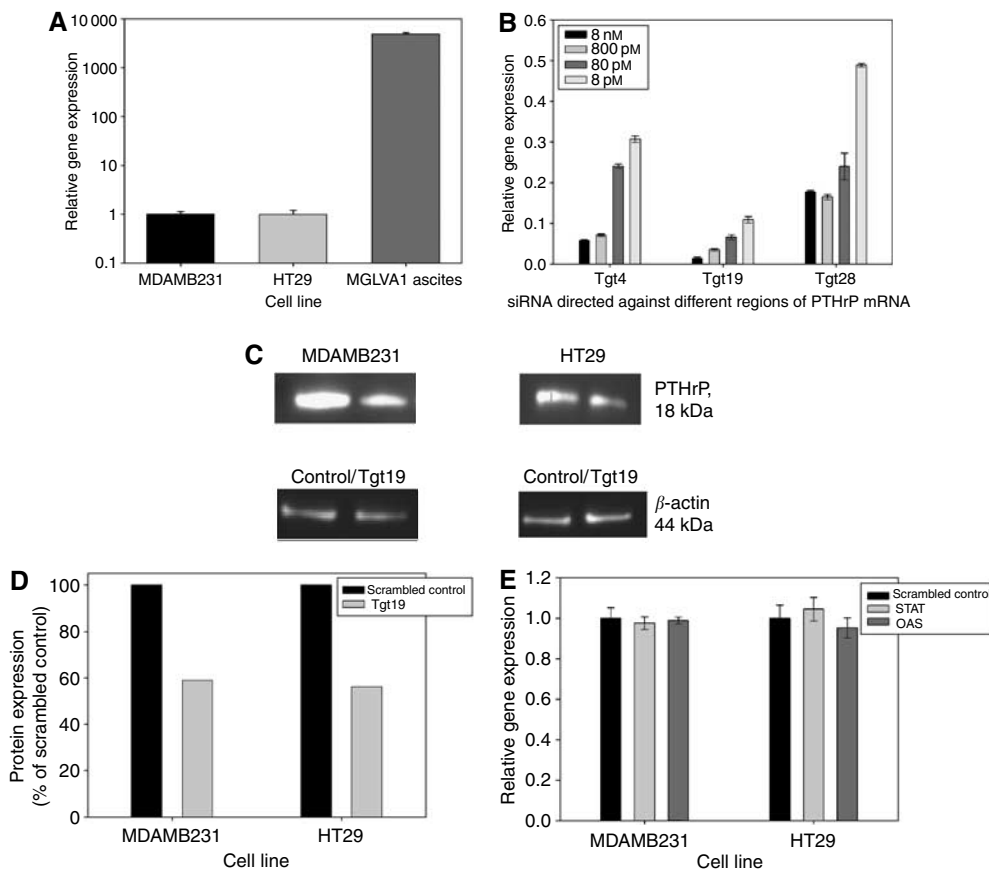 A
Relative gene expression
10 000
1000
100
10
1
0.1
MDAMB231 HT29 MGLVA1 ascites
Cell line
B
Relative gene expression
0.6
0.5
0.4
0.3
0.2
0.1
0.0
8 nM
800 pM
80 pM
8 pM
Tgt4 Tgt19 Tgt28
siRNA directed against different regions of PTHrP mRNA
C
MDAMB231 HT29
PTHrP,
18 kDa
Control/Tgt19 Control/Tgt19
β-actin
44 kDa
D
Protein expression
(% of scrambled control)
100
80
60
40
20
0
Scrambled control
Tgt19
MDAMB231 HT29
Cell line
E
Relative gene expression
1.2
1.0
0.8
0.6
0.4
0.2
0.0
Scrambled control
STAT
OAS
MDAMB231 HT29
Cell line